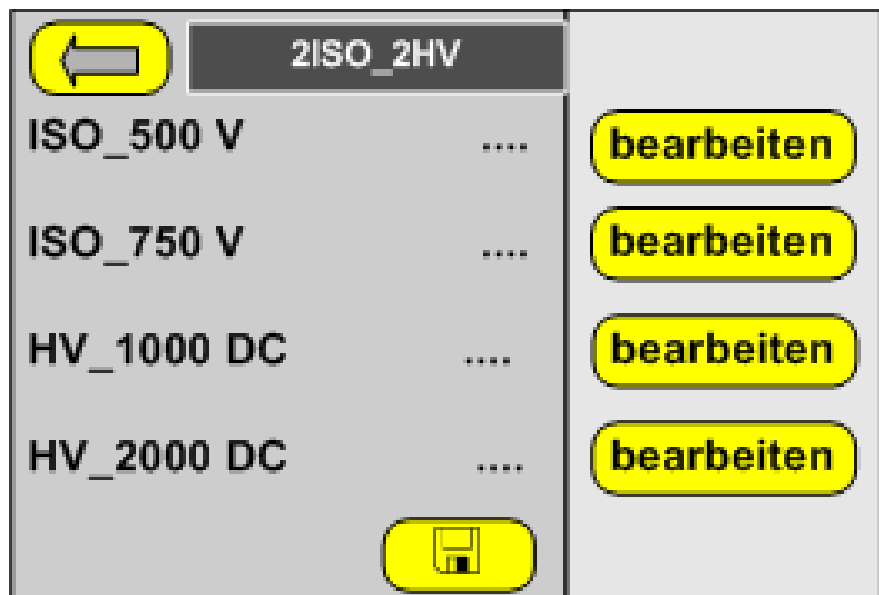 2ISO_2HV
ISO_500 V .... bearbeiten
ISO_750 V .... bearbeiten
HV_1000 DC .... bearbeiten
HV_2000 DC .... bearbeiten